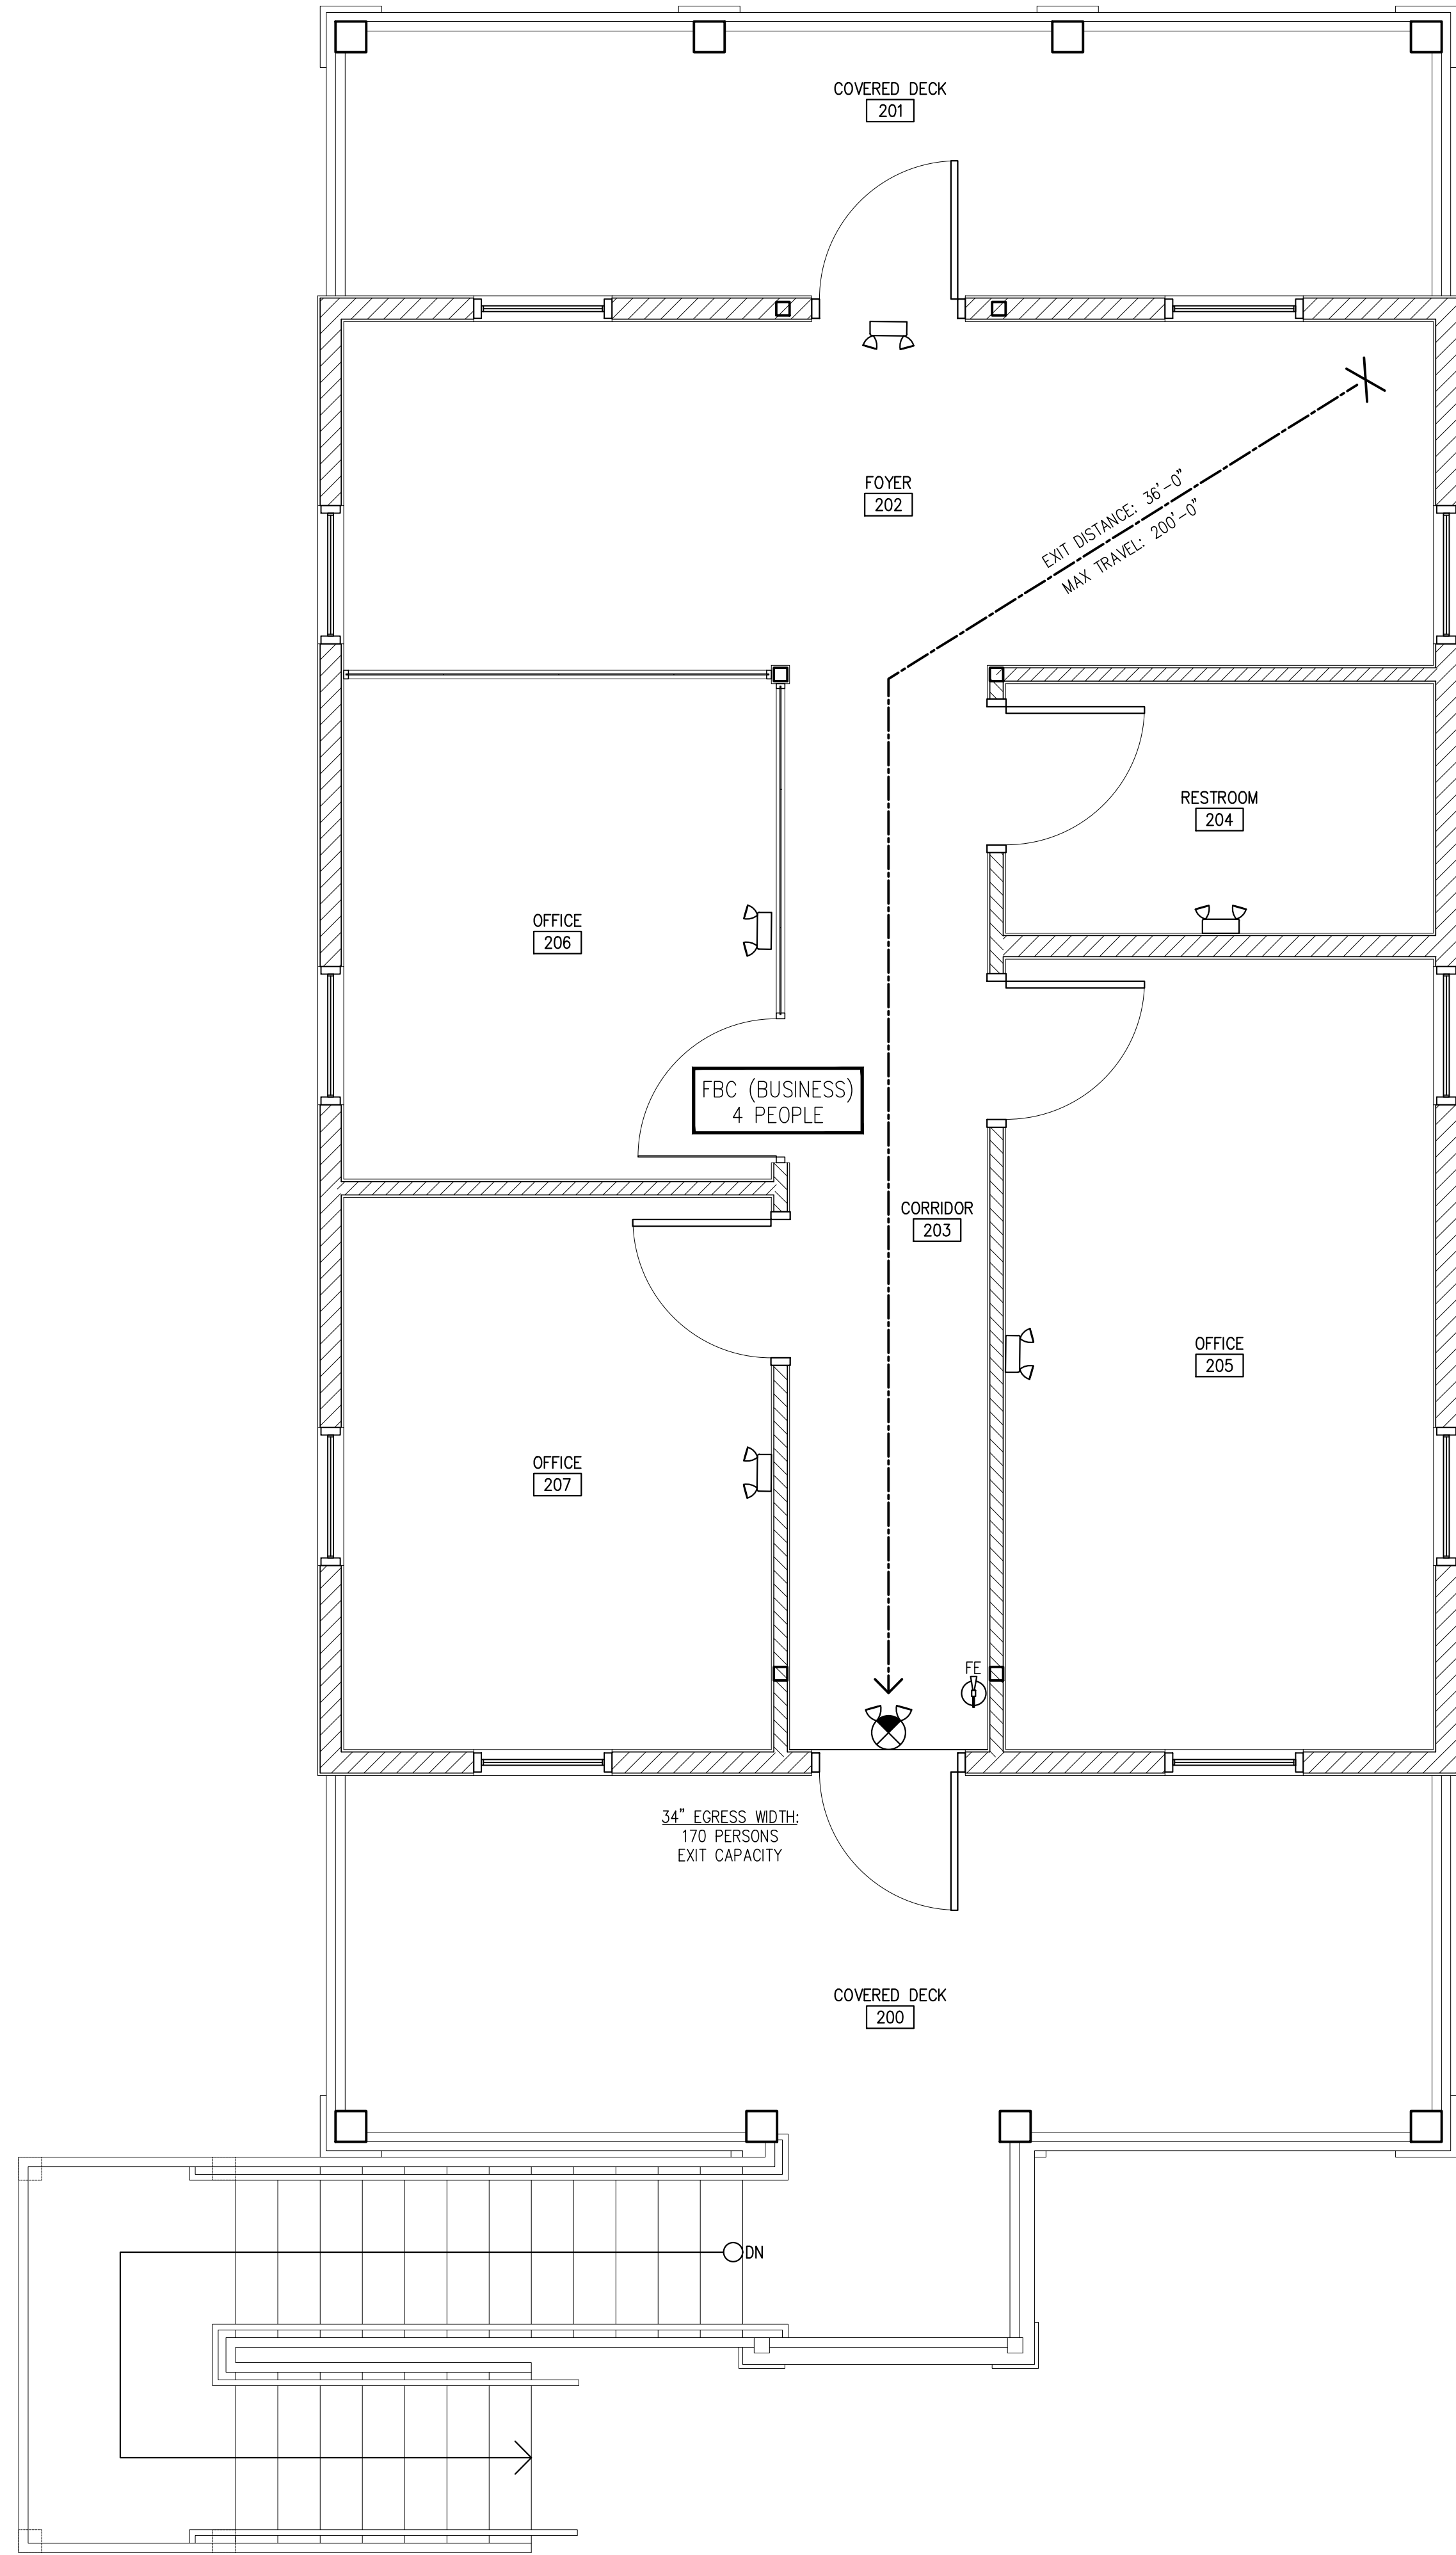 COVERED DECK
201
FOYER
202
EXIT DISTANCE: 36'-0"
MAX TRAVEL: 200'-0"
RESTROOM
204
OFFICE
206
FBC (BUSINESS)
4 PEOPLE
CORRIDOR
203
OFFICE
205
OFFICE
207
FE
34" EGRESS WIDTH:
170 PERSONS
EXIT CAPACITY
COVERED DECK
200
DN